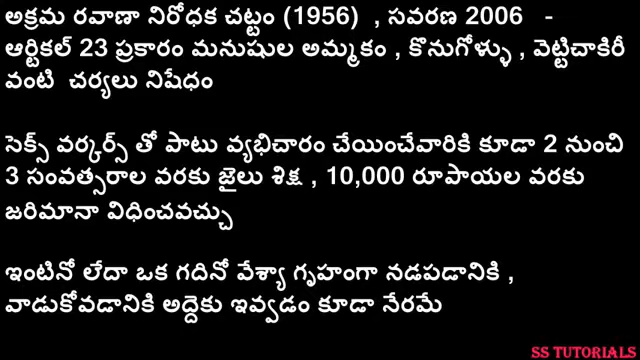 అక్రమ రవాణా నిరోధక చట్టం (1956) , సవరణ 2006 -
ఆర్టికల్ 23 ప్రకారం మనుషుల అమ్మకం , కొనుగోళ్ళు , వెట్టిచాకిరీ
వంటి చర్యలు నిషేధం
సెక్స్ వర్కర్స్ తో పాటు వ్యభిచారం చేయించేవారికి కూడా 2 నుంచి
3 సంవత్సరాల వరకు జైలు శిక్ష , 10,000 రూపాయల వరకు
జరిమానా విధించవచ్చు
ఇంటినో లేదా ఒక గదినో వేశ్యా గృహంగా నడపడానికి ,
వాడుకోవడానికి అద్దెకు ఇవ్వడం కూడా నేరమే
SS TUTORIALS